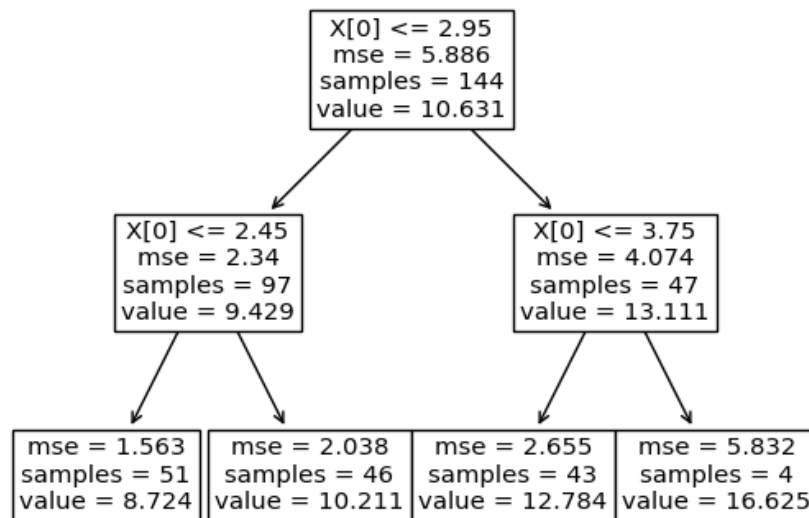 X[0] <= 2.95
mse = 5.886
samples = 144
value = 10.631
X[0] <= 2.45
mse = 2.34
samples = 97
value = 9.429
X[0] <= 3.75
mse = 4.074
samples = 47
value = 13.111
mse = 1.563
samples = 51
value = 8.724
mse = 2.038
samples = 46
value = 10.211
mse = 2.655
samples = 43
value = 12.784
mse = 5.832
samples = 4
value = 16.625